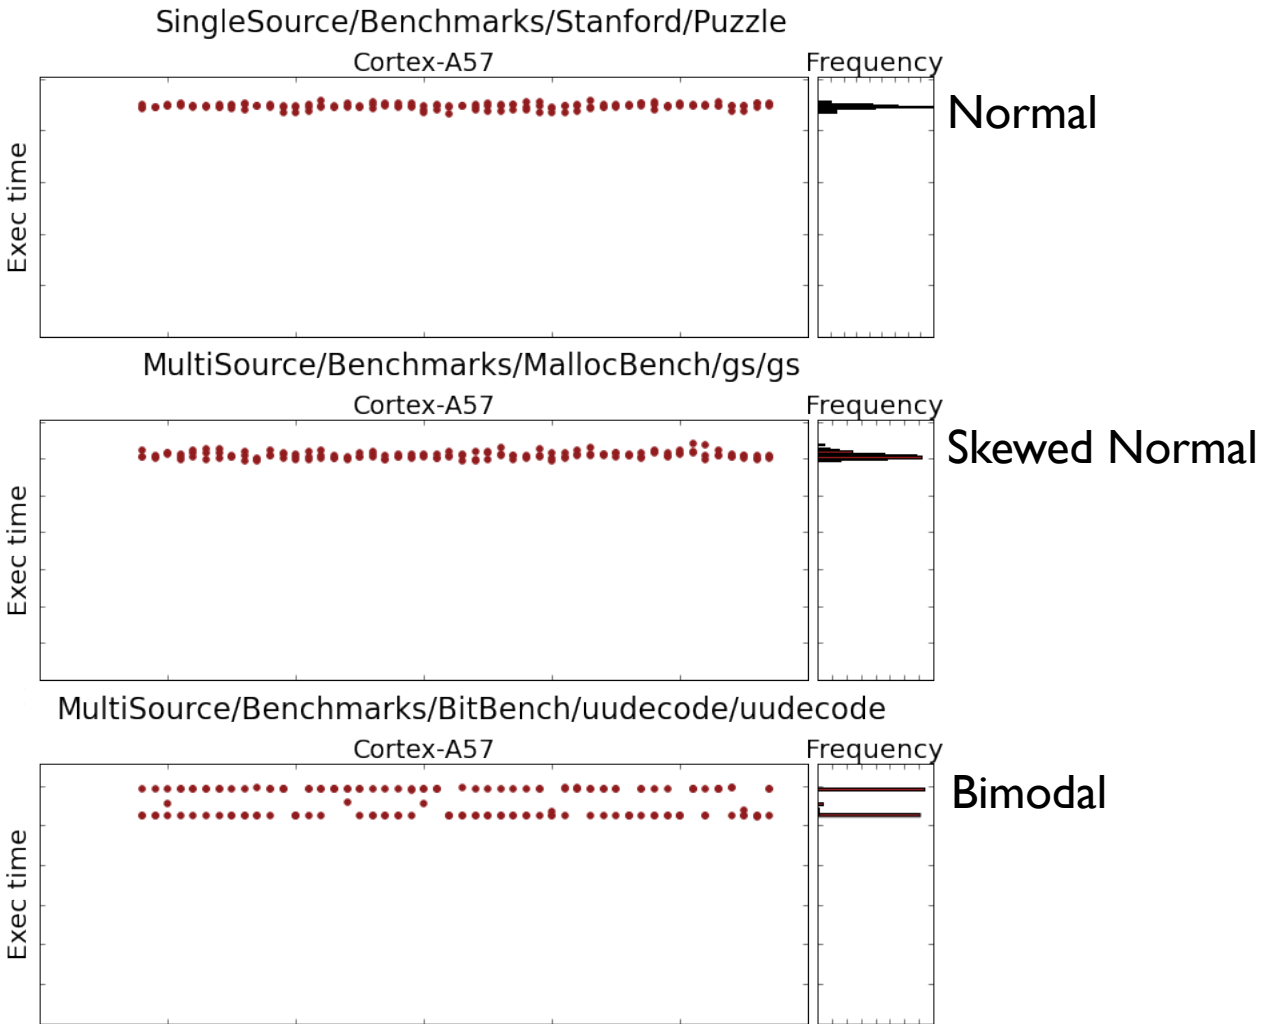 SingleSource/Benchmarks/Stanford/Puzzle
Cortex-A57 Frequency
Normal
Exec time
MultiSource/Benchmarks/MallocBench/gs/gs
Cortex-A57 Frequency
Skewed Normal
Exec time
MultiSource/Benchmarks/BitBench/uudecode/uudecode
Cortex-A57 Frequency
Bimodal
Exec time